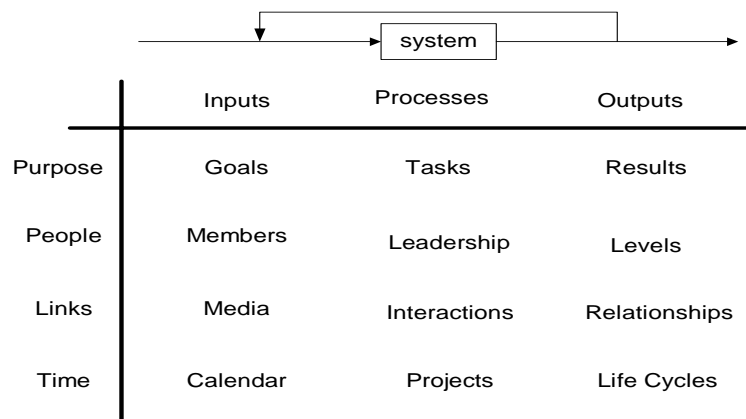 system
Inputs Processes Outputs
Purpose Goals Tasks Results
People Members Leadership Levels
Links Media Interactions Relationships
Time Calendar Projects Life Cycles